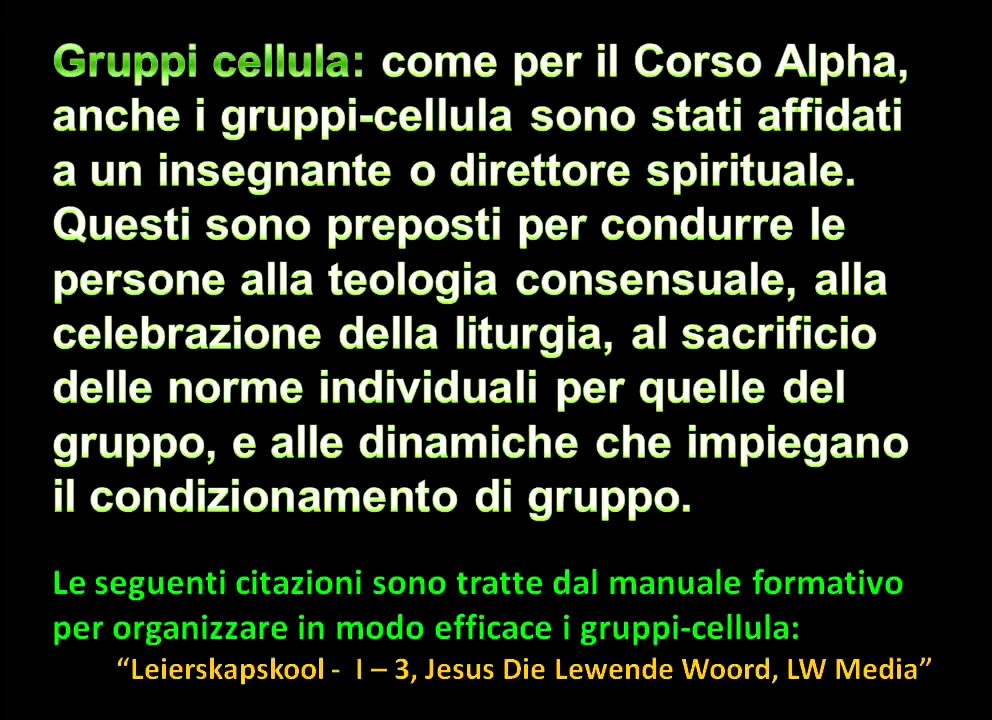 Gruppi cellula: come per il Corso Alpha,
anche i gruppi-cellula sono stati affidati
a un insegnante o direttore spirituale.
Questi sono preposti per condurre le
persone alla teologia consensuale, alla
celebrazione della liturgia, al sacrificio
delle norme individuali per quelle del
gruppo, e alle dinamiche che impiegano
il condizionamento di gruppo.
Le seguenti citazioni sono tratte dal manuale formativo
per organizzare in modo efficace i gruppi-cellula:
“Leierskapskool - I – 3, Jesus Die Lewende Woord, LW Media”